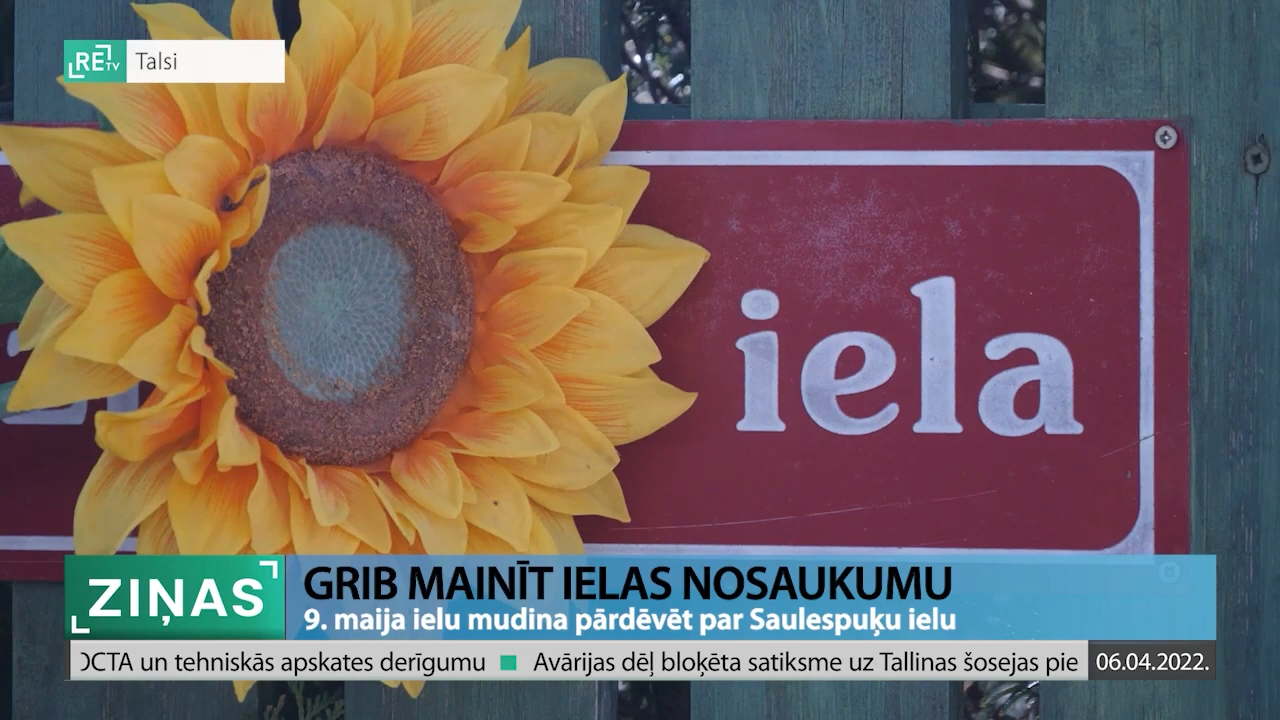 RE TV
Talsi
iela
ZIŅAS
GRIB MAINĪT IELAS NOSAUKUMU
9. maija ielu mudina pārdēvēt par Saulespuķu ielu
OCTA un tehniskās apskates derīgumu
Avārijas dēļ bloķēta satiksme uz Tallinas šosejas pie
06.04.2022.